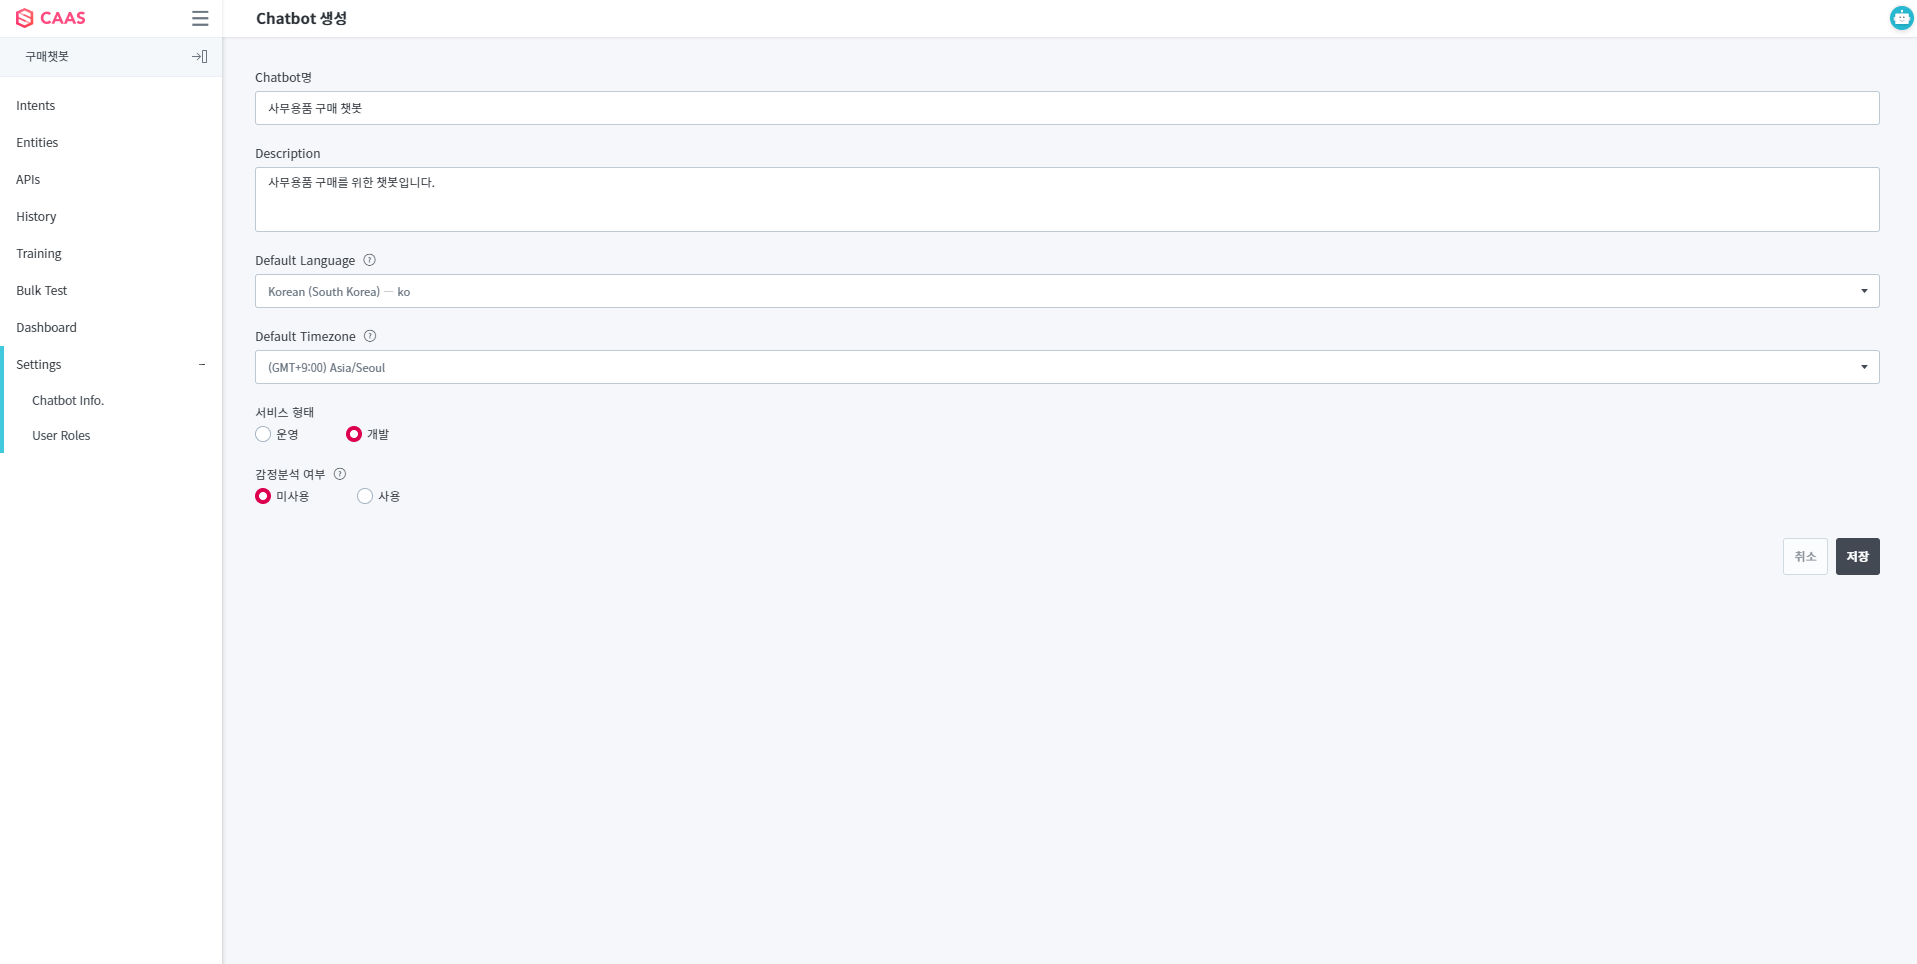 CAAS
Chatbot 생성
구매챗봇
Intents
Entities
APIs
History
Training
Bulk Test
Dashboard
Settings
Chatbot Info.
User Roles
Chatbot명
사무용품 구매 챗봇
Description
사무용품 구매를 위한 챗봇입니다.
Default Language ?
Korean (South Korea) — ko
Default Timezone ?
(GMT+9:00) Asia/Seoul
서비스 형태
운영 개발
감정분석 여부 ?
미사용 사용
취소 저장